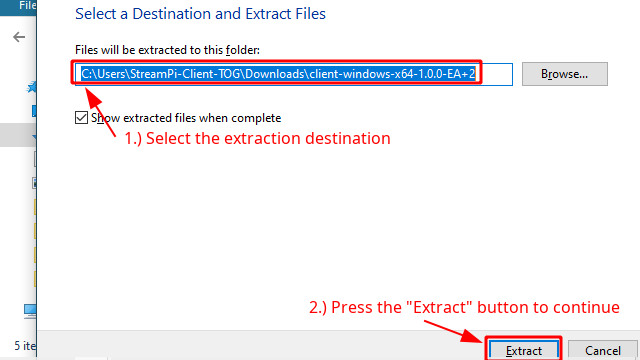 File
Select a Destination and Extract Files
Files will be extracted to this folder:
C:\Users\StreamPi-Client-TOG\Downloads\client-windows-x64-1.0.0-EA+2
Browse...
Show extracted files when complete
1.) Select the extraction destination
2.) Press the "Extract" button to continue
5 ite
Extract
Cancel